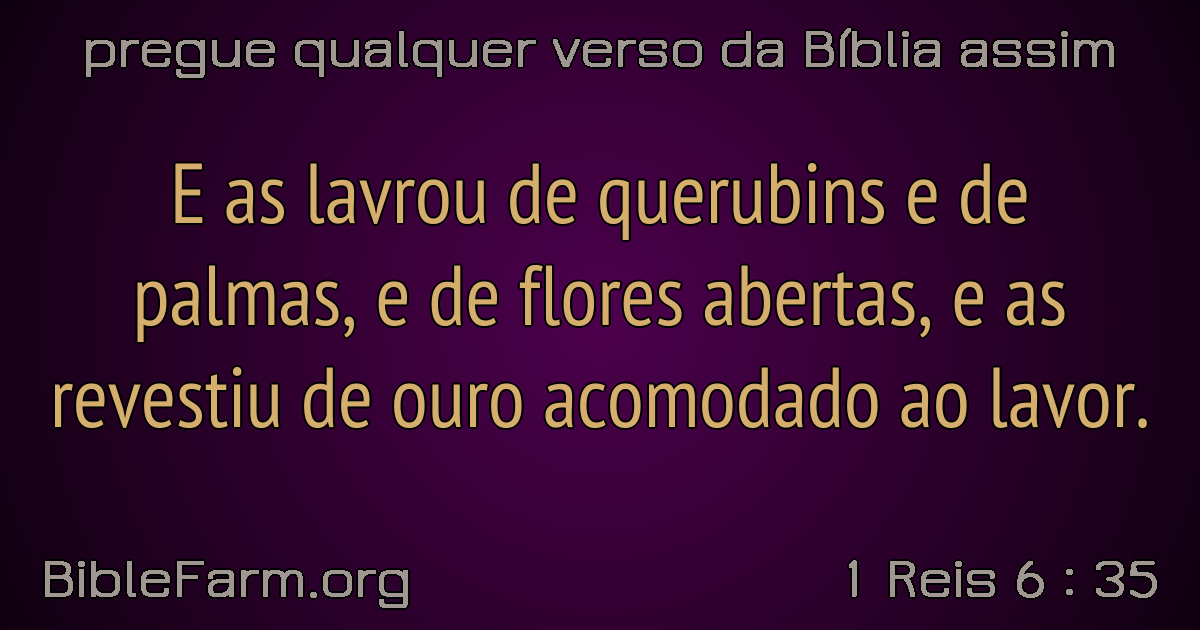 pregue qualquer verso da Bíblia assim
E as lavrou de querubins e de
palmas, e de flores abertas, e as
revestiu de ouro acomodado ao lavor.
BibleFarm.org
1 Reis 6 : 35